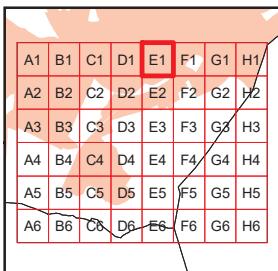 A1 B1 C1 D1 E1 F1 G1 H1
A2 B2 C2 D2 E2 F2 G2 H2
A3 B3 C3 D3 E3 F3 G3 H3
A4 B4 C4 D4 E4 F4 G4 H4
A5 B5 C5 D5 E5 F5 G5 H5
A6 B6 C6 D6 E6 F6 G6 H6